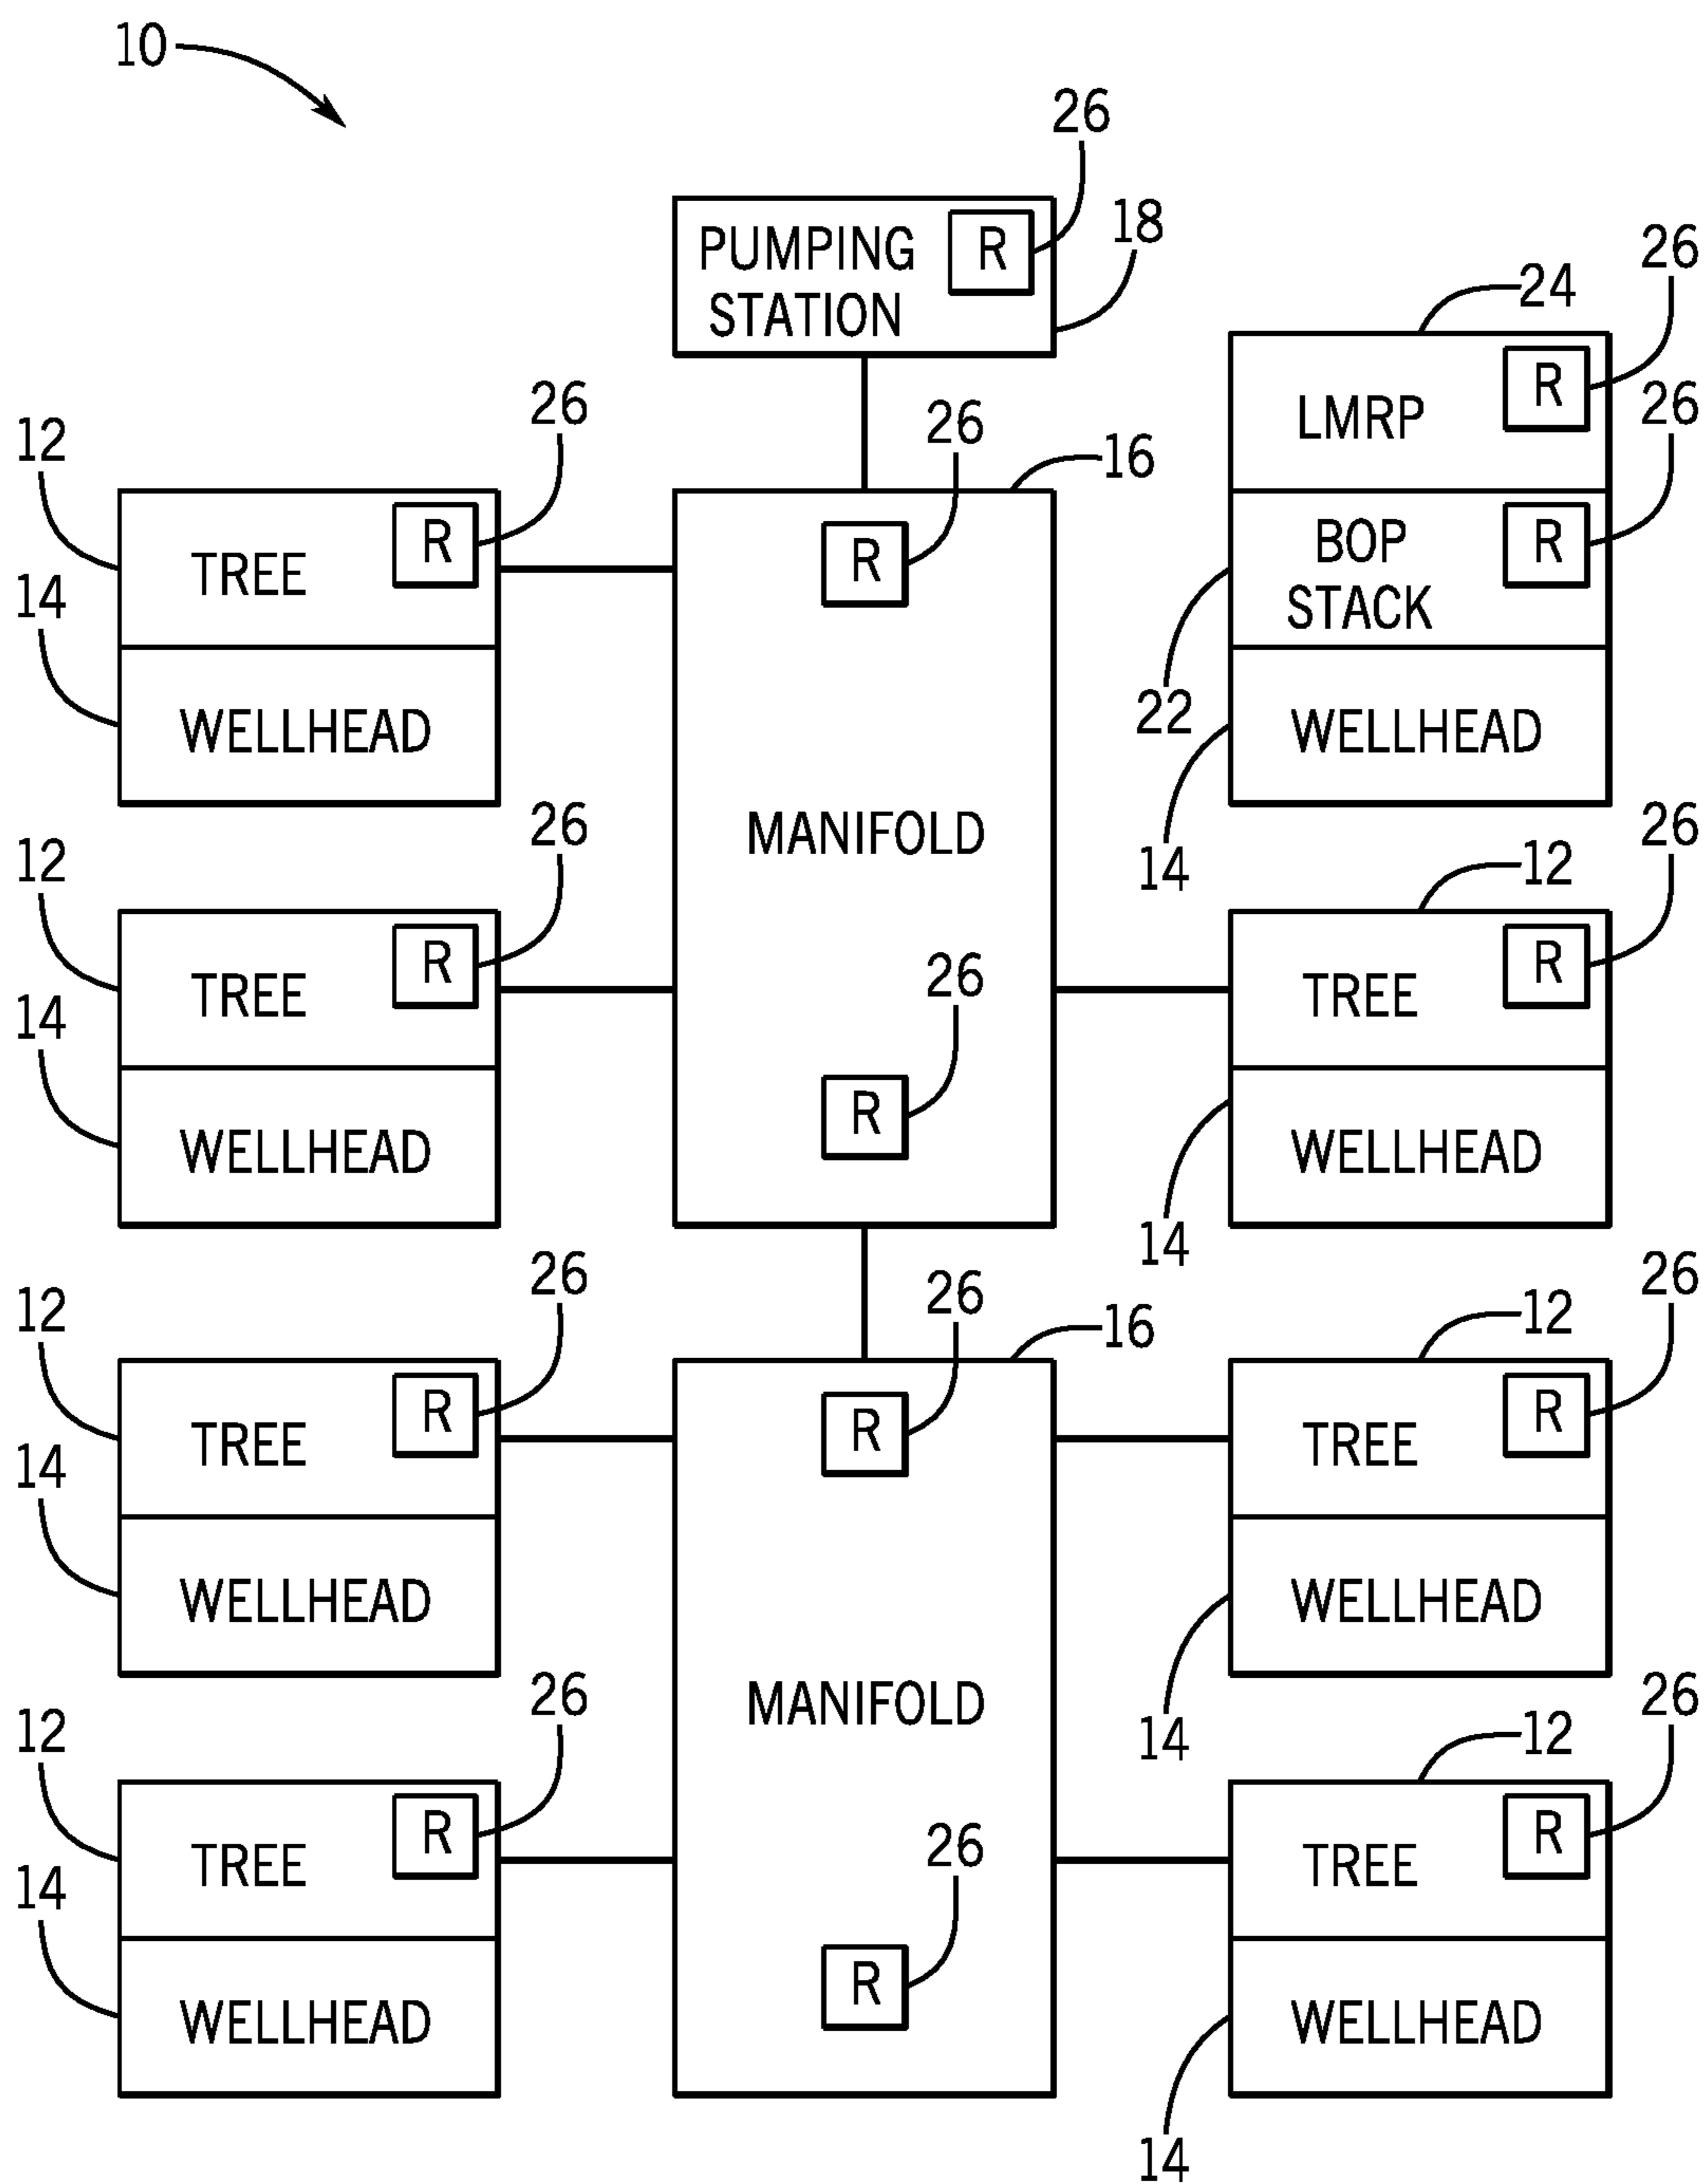 10
26
PUMPING
STATION
R
18
26
24
LMRP
R
26
12
26
26
16
TREE
R
R
BOP
STACK
R
14
WELLHEAD
22
WELLHEAD
14
26
MANIFOLD
26
12
12
TREE
R
26
TREE
R
14
R
WELLHEAD
WELLHEAD
14
26
26
26
12
16
12
TREE
R
R
TREE
R
14
WELLHEAD
WELLHEAD
26
MANIFOLD
26
12
14
12
TREE
R
26
TREE
R
14
R
WELLHEAD
WELLHEAD
14